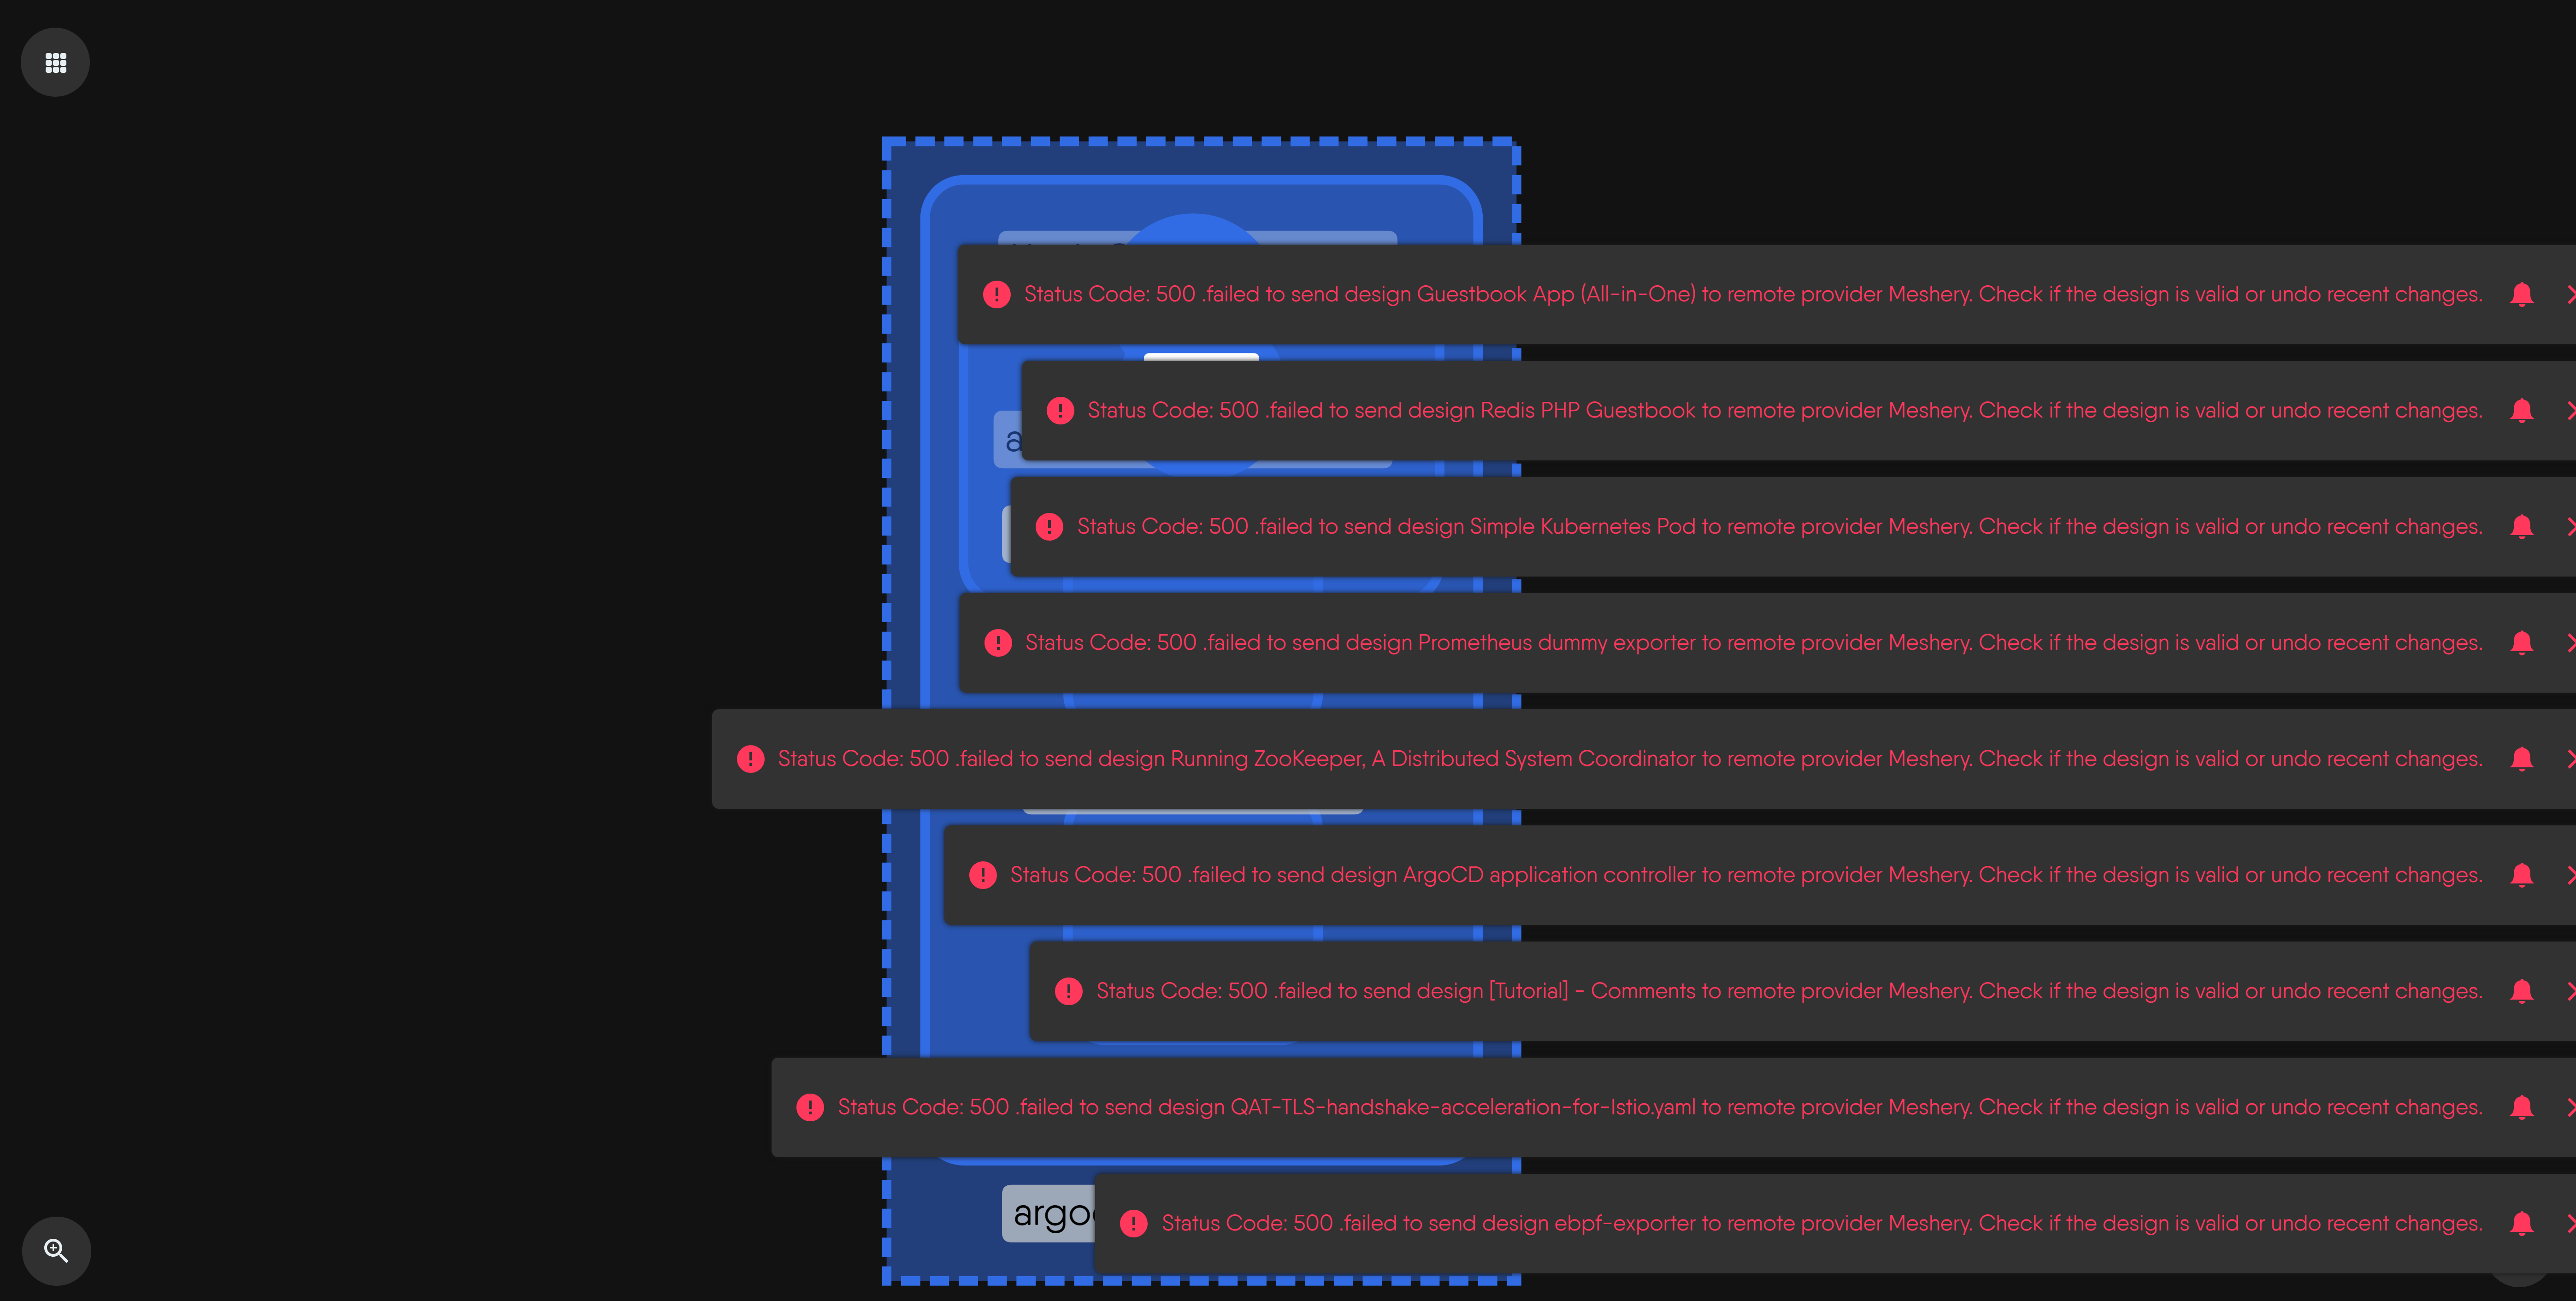 Status Code: 500 .failed to send design Guestbook App (All-in-One) to remote provider Meshery. Check if the design is valid or undo recent changes.
Status Code: 500 .failed to send design Redis PHP Guestbook to remote provider Meshery. Check if the design is valid or undo recent changes.
a
Status Code: 500 .failed to send design Simple Kubernetes Pod to remote provider Meshery. Check if the design is valid or undo recent changes.
Status Code: 500 .failed to send design Prometheus dummy exporter to remote provider Meshery. Check if the design is valid or undo recent changes.
Status Code: 500 .failed to send design Running ZooKeeper, A Distributed System Coordinator to remote provider Meshery. Check if the design is valid or undo recent changes.
Status Code: 500 .failed to send design ArgoCD application controller to remote provider Meshery. Check if the design is valid or undo recent changes.
Status Code: 500 .failed to send design [Tutorial] - Comments to remote provider Meshery. Check if the design is valid or undo recent changes.
Status Code: 500 .failed to send design QAT-TLS-handshake-acceleration-for-Istio.yaml to remote provider Meshery. Check if the design is valid or undo recent changes.
argo
Status Code: 500 .failed to send design ebpf-exporter to remote provider Meshery. Check if the design is valid or undo recent changes.